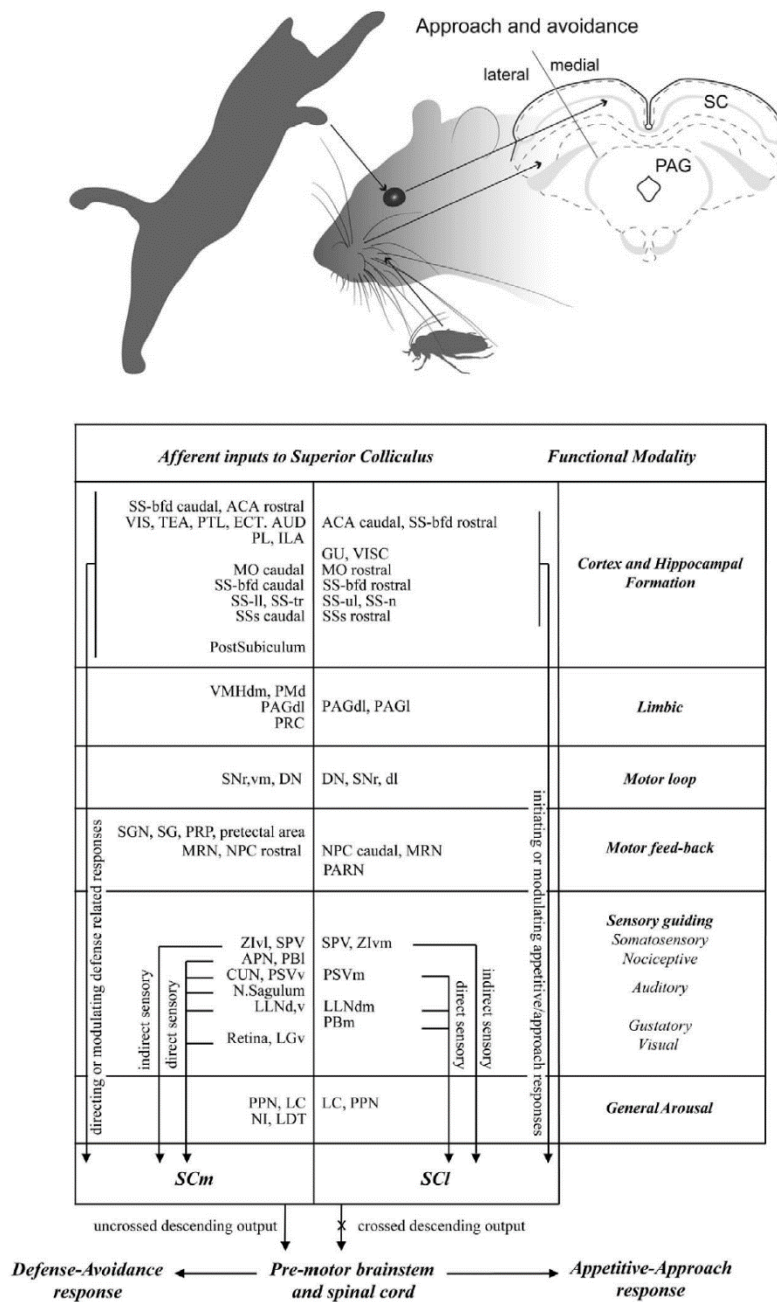 Approach and avoidance
lateral medial
SC
PAG
Afferent inputs to Superior Colliculus Functional Modality
SS-bfd caudal, ACA rostral
VIS, TEA, PTL, ECT. AUD ACA caudal, SS-bfd rostral
PL, ILA
GU, VISC
MO caudal MO rostral
SS-bfd caudal SS-bfd rostral
SS-ll, SS-tr SS-ul, SS-n
SSs caudal SSs rostral
PostSubiculum
Cortex and Hippocampal
Formation
VMHdm, PMd
PAGdl PAGdl, PAGl
PRC
Limbic
SNr,vm, DN DN, SNr, dl
Motor loop
SGN, SG, PRP, pretectal area
MRN, NPC rostral NPC caudal, MRN
PARN
Motor feed-back
ZIvl, SPV SPV, ZIvm
APN, PBl
CUN, PSVv PSVm
N.Sagulum
LLNd,v LLNdm
PBm
Retina, LGv
Sensory guiding
Somatosensory
Nociceptive
Auditory
Gustatory
Visual
PPN, LC LC, PPN
NI, LDT
General Arousal
directing or modulating defense related responses
indirect sensory
direct sensory
direct sensory
indirect sensory
initiating or modulating appetitive/approach responses
SCm SCl
uncrossed descending output crossed descending output
Defense-Avoidance
response
Pre-motor brainstem
and spinal cord
Appetitive-Approach
response